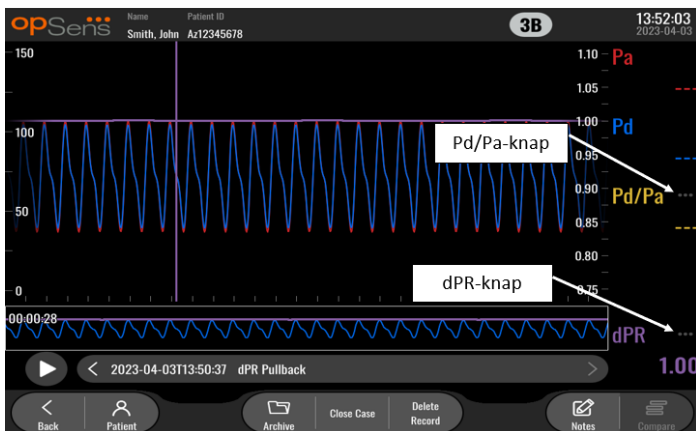 opSens
Name Patient ID
Smith, John Az12345678
3B
13:52:03
2023-04-03
150
100
50
0
1.10
1.05
1.00
0.95
0.90
0.85
0.80
0.75
Pa
---
Pd
---
Pd/Pa-knap
Pd/Pa
---
---
dPR-knap
dPR
---
1.00
00:00:28
2023-04-03T13:50:37 dPR Pullback
Back
Patient
Archive
Close Case
Delete
Record
Notes
Compare